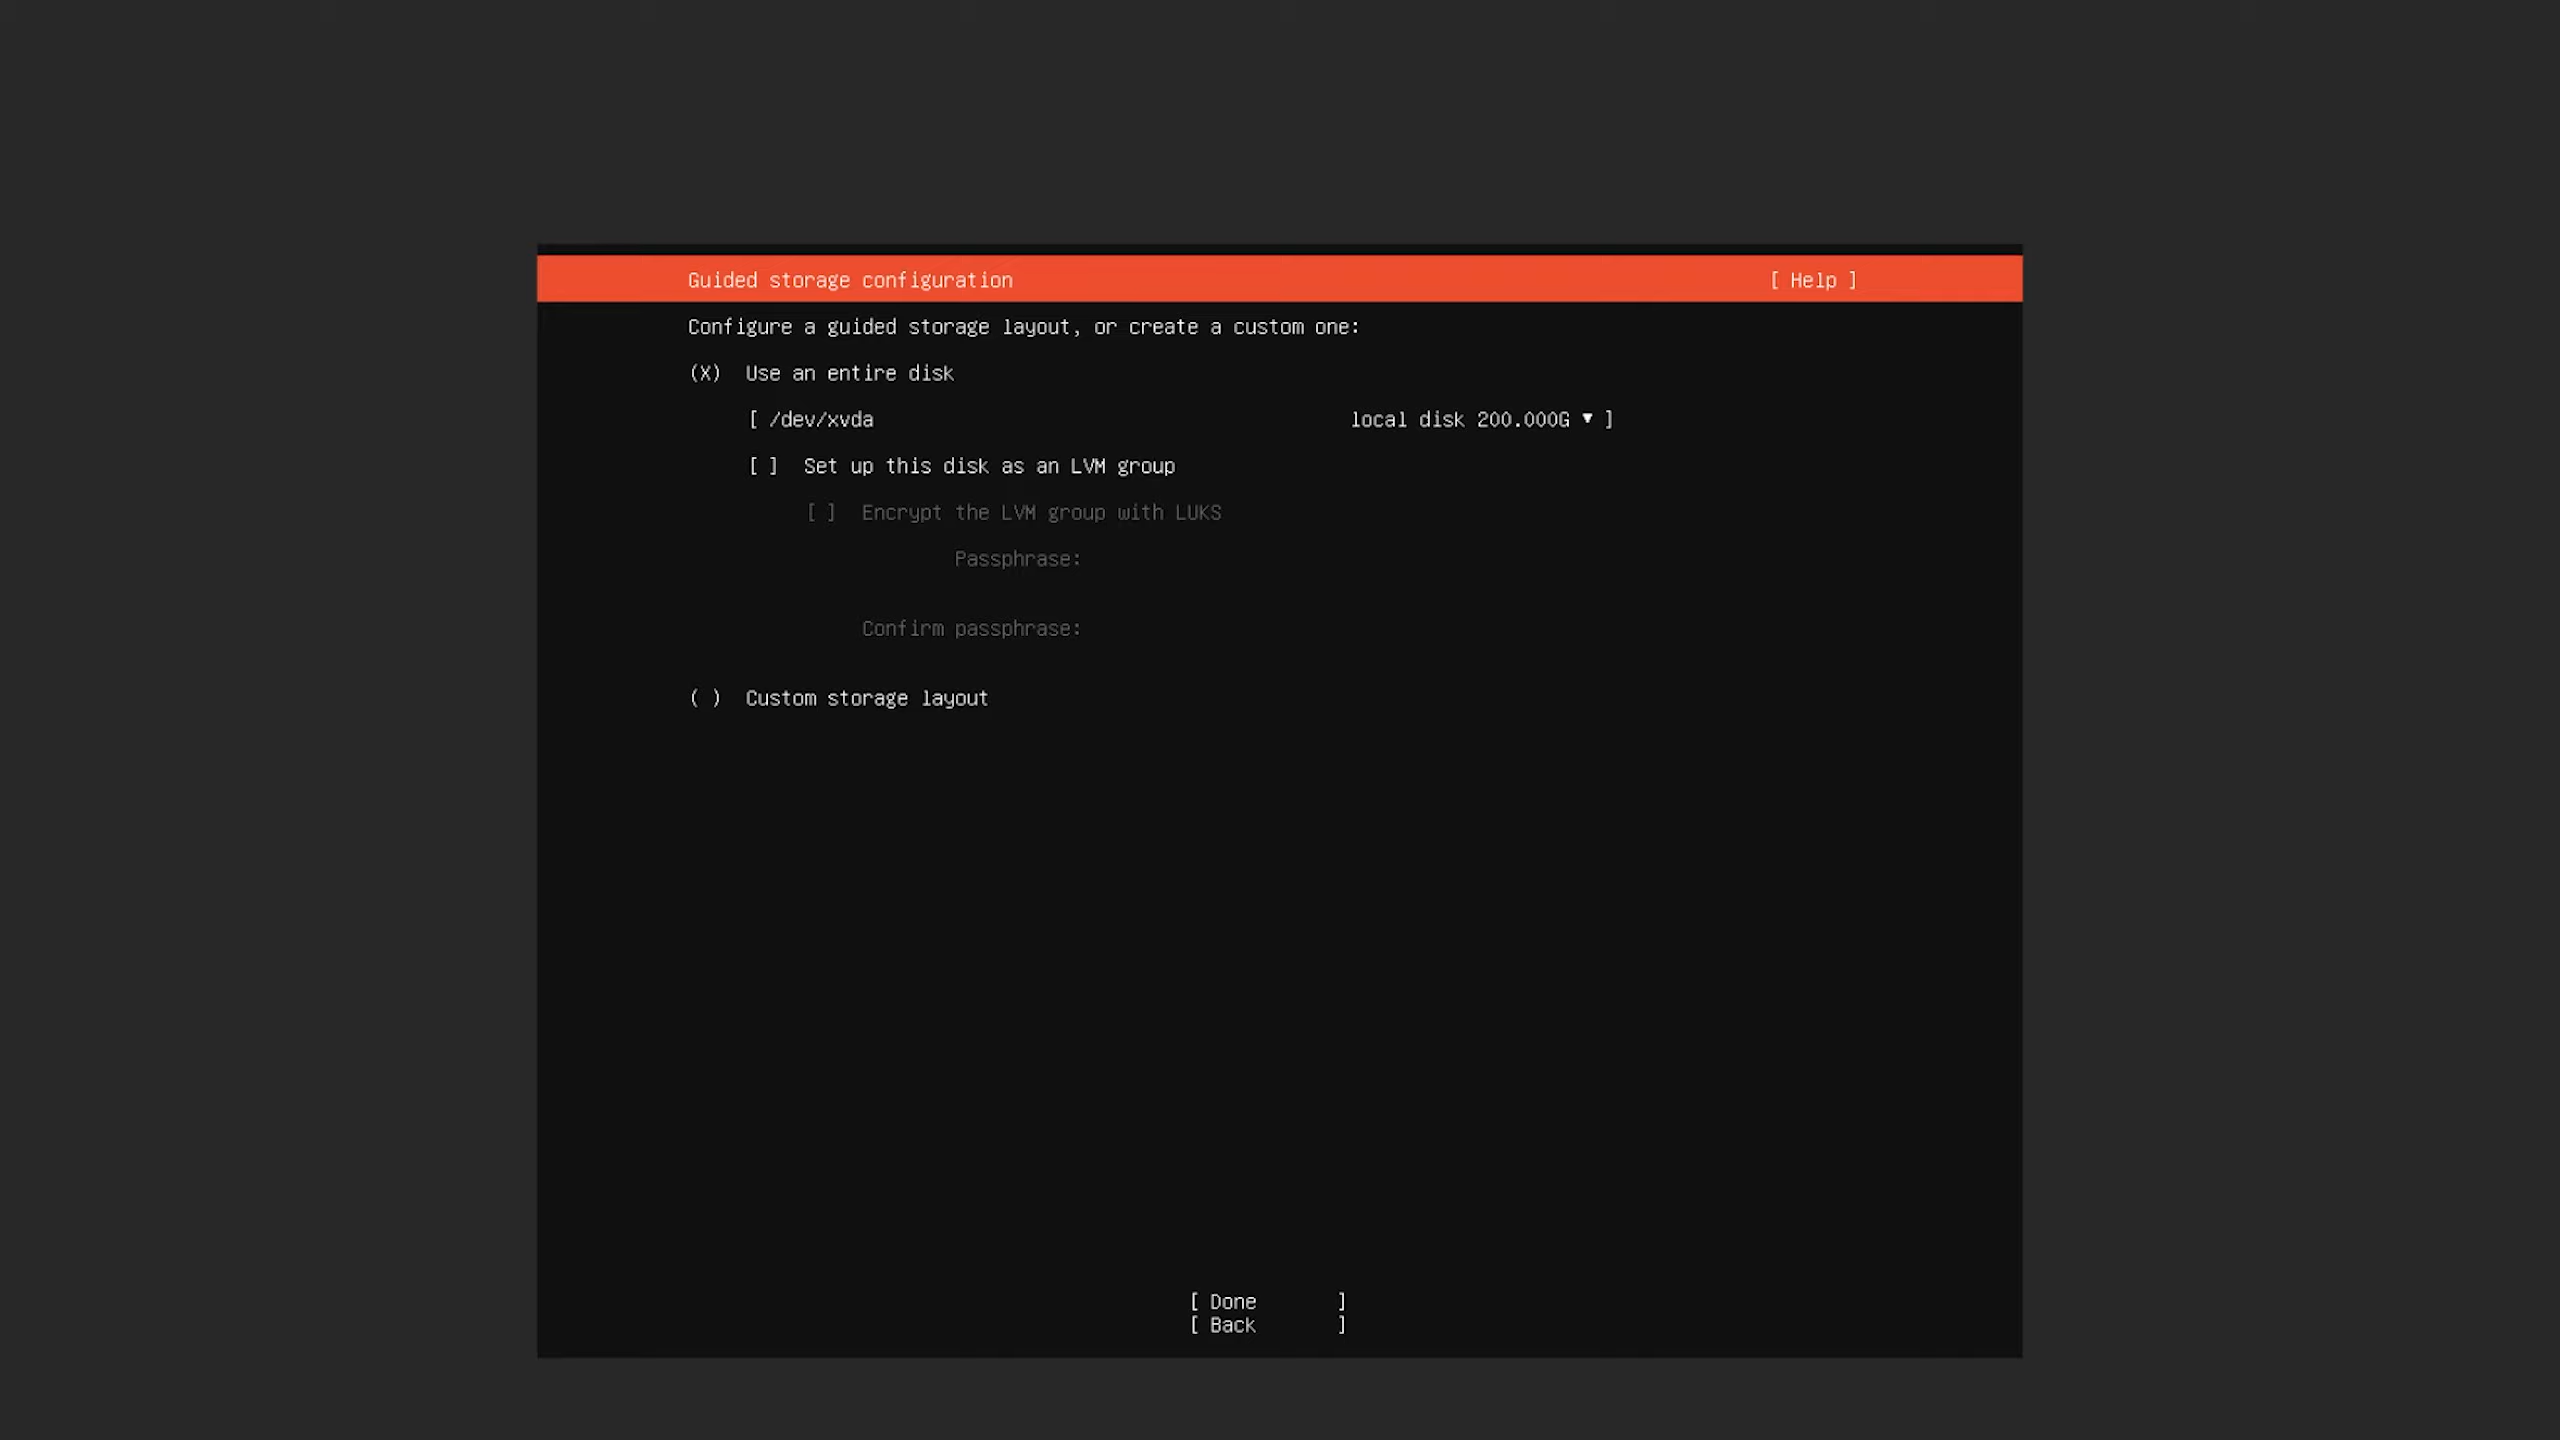 Guided storage configuration [ Help ]
Configure a guided storage layout, or create a custom one:
(X) Use an entire disk
[ /dev/xvda local disk 200.000G ▾ ]
[ ] Set up this disk as an LVM group
[ ] Encrypt the LVM group with LUKS
Passphrase:
Confirm passphrase:
( ) Custom storage layout
[ Done ]
[ Back ]